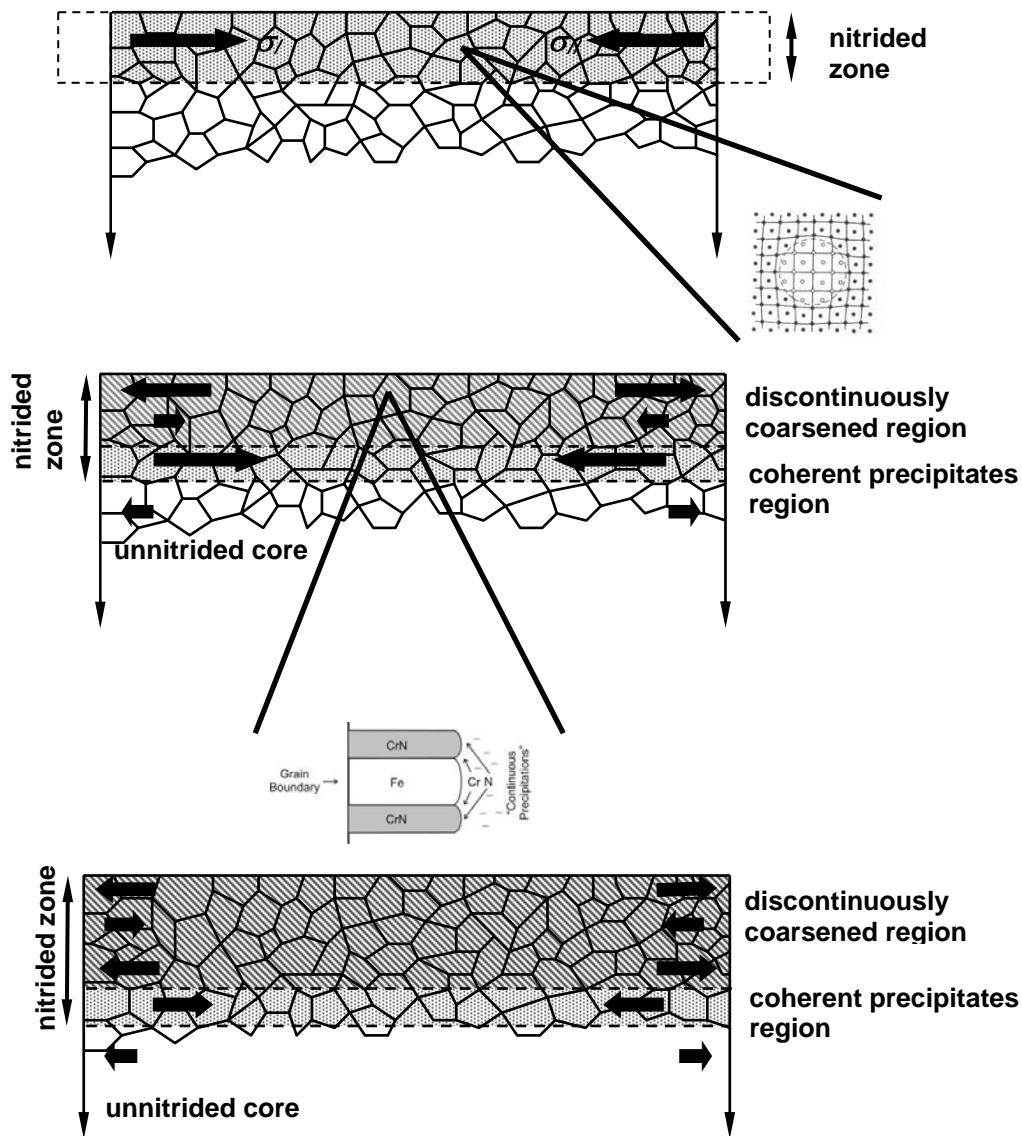 σ//
σ//
nitrided
zone
nitrided
zone
discontinuously
coarsened region
coherent precipitates
region
unnitrided core
CrN
Grain
Boundary
Fe
Cr N
"Continuous
Precipitations"
CrN
nitrided zone
discontinuously
coarsened region
coherent precipitates
region
unnitrided core